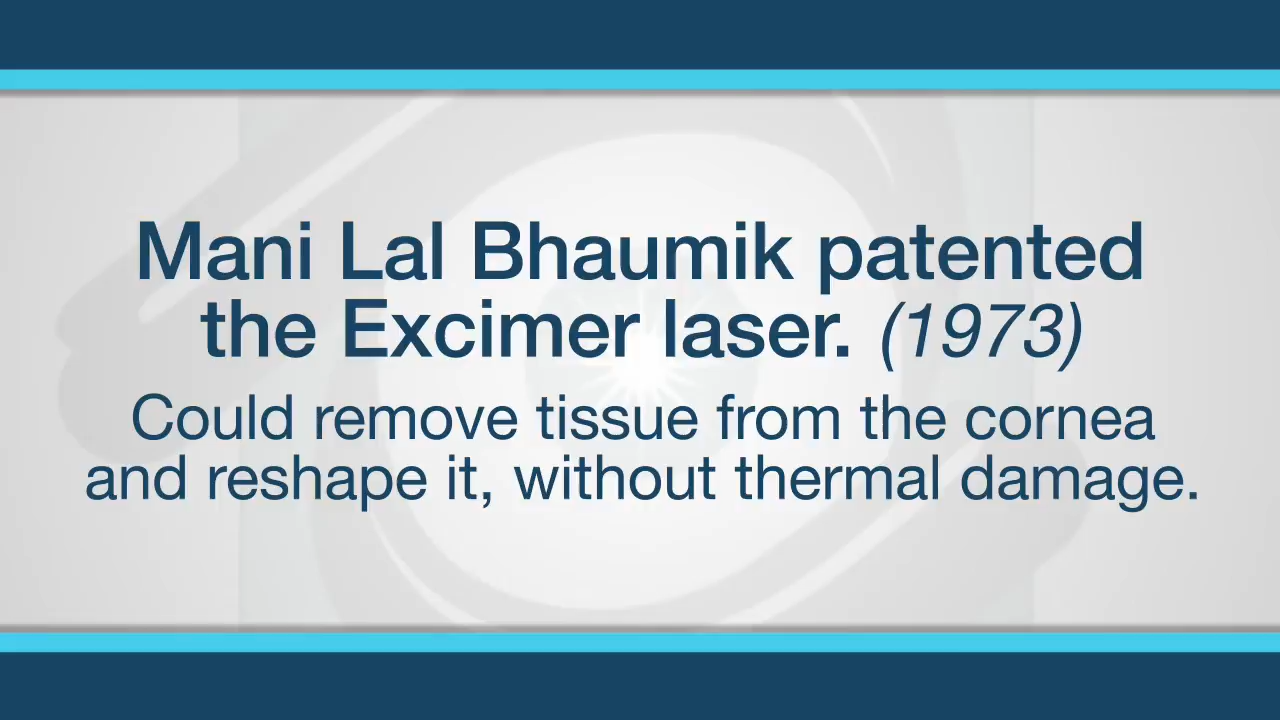 Mani Lal Bhaumik patented
the Excimer laser. (1973)
Could remove tissue from the cornea
and reshape it, without thermal damage.